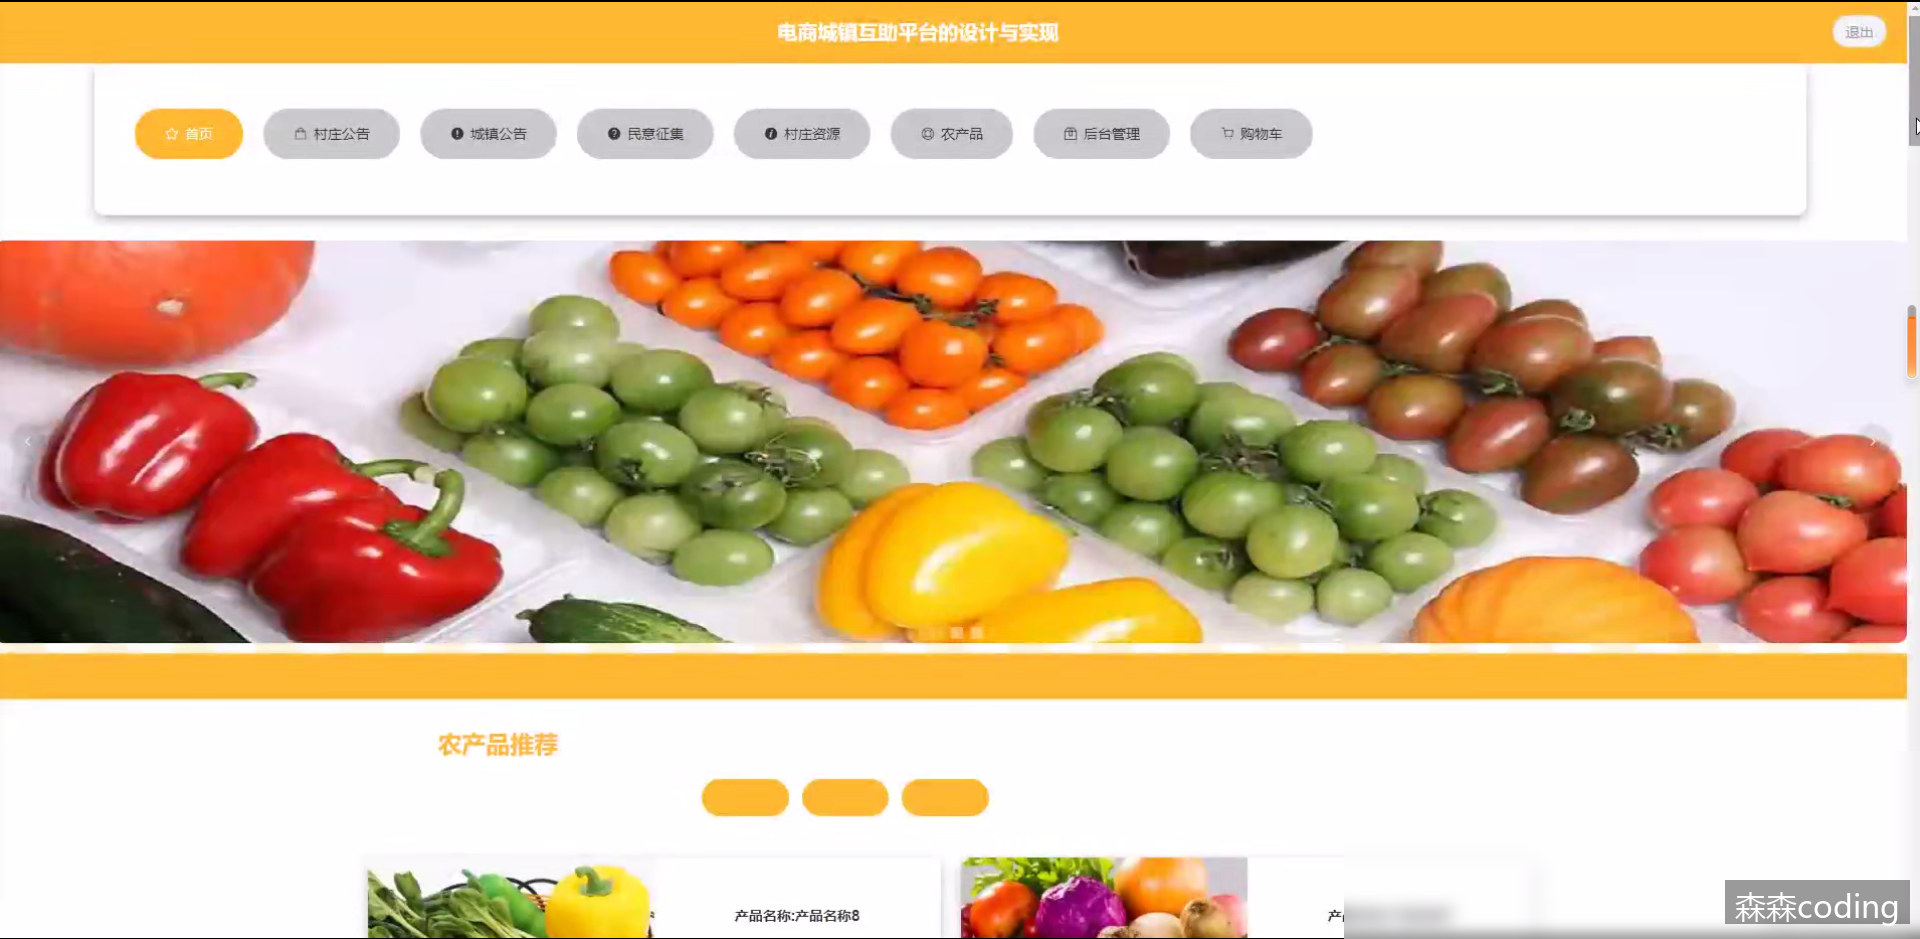 电商城镇互助平台的设计与实现
退出
首页
村庄公告
城镇公告
民意征集
村庄资源
农产品
后台管理
购物车
农产品推荐
产品名称:产品名称8
产
森森coding